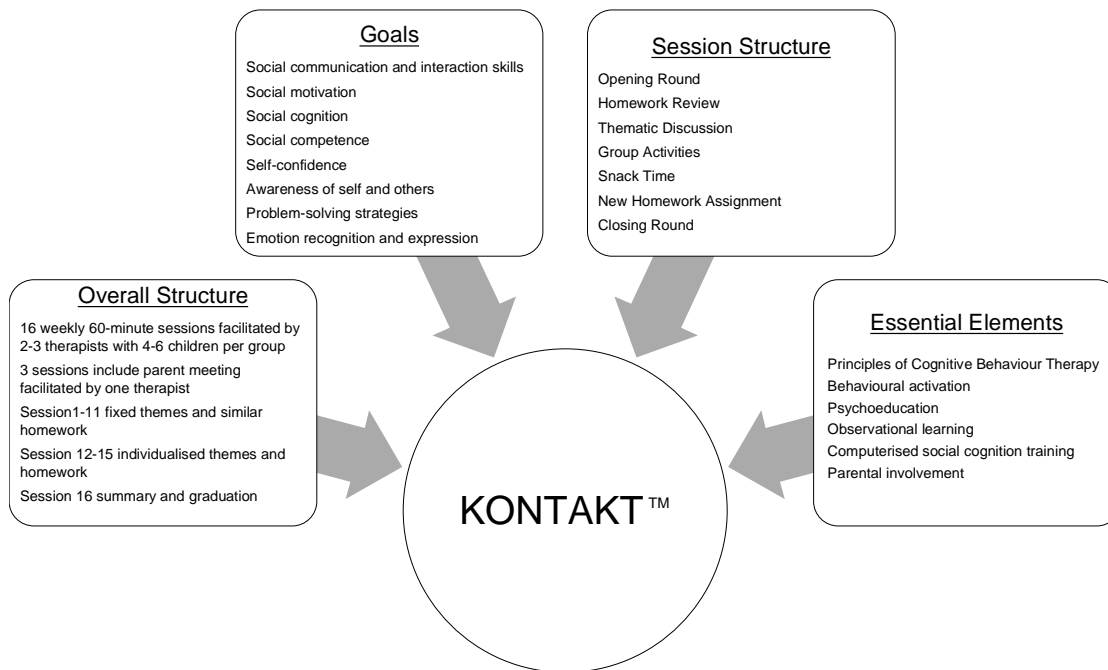 Goals
Social communication and interaction skills
Social motivation
Social cognition
Social competence
Self-confidence
Awareness of self and others
Problem-solving strategies
Emotion recognition and expression
Session Structure
Opening Round
Homework Review
Thematic Discussion
Group Activities
Snack Time
New Homework Assignment
Closing Round
Overall Structure
16 weekly 60-minute sessions facilitated by
2-3 therapists with 4-6 children per group
3 sessions include parent meeting
facilitated by one therapist
Session1-11 fixed themes and similar
homework
Session 12-15 individualised themes and
homework
Session 16 summary and graduation
Essential Elements
Principles of Cognitive Behaviour Therapy
Behavioural activation
Psychoeducation
Observational learning
Computerised social cognition training
Parental involvement
KONTAKT™